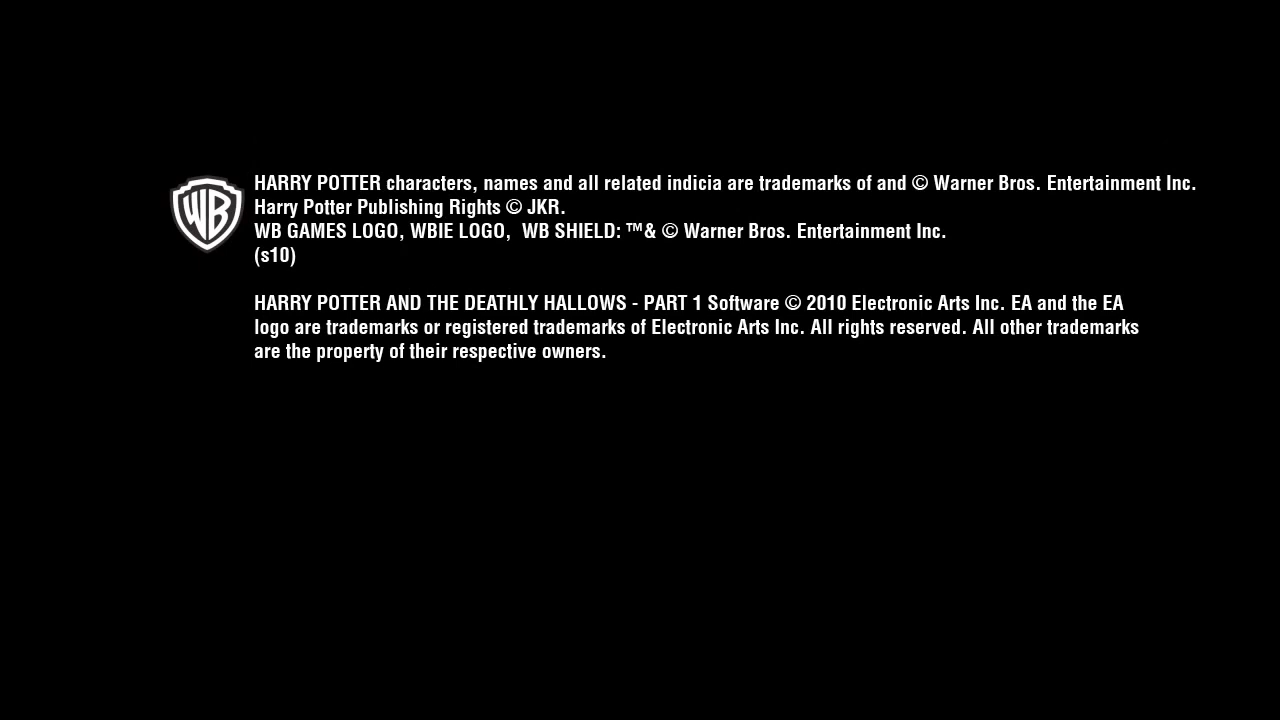 WB
HARRY POTTER characters, names and all related indicia are trademarks of and © Warner Bros. Entertainment Inc.
Harry Potter Publishing Rights © JKR.
WB GAMES LOGO, WBIE LOGO,  WB SHIELD: ™& © Warner Bros. Entertainment Inc.
(s10)
HARRY POTTER AND THE DEATHLY HALLOWS - PART 1 Software © 2010 Electronic Arts Inc. EA and the EA
logo are trademarks or registered trademarks of Electronic Arts Inc. All rights reserved. All other trademarks
are the property of their respective owners.